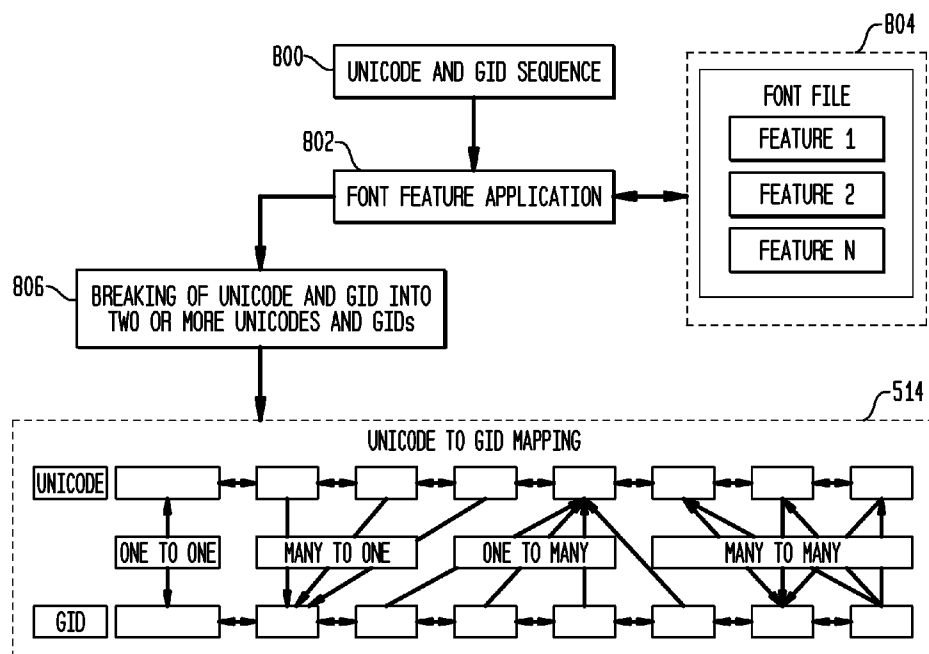 800
UNICODE AND GID SEQUENCE
804
FONT FILE
FEATURE 1
FEATURE 2
FEATURE N
802
FONT FEATURE APPLICATION
806
BREAKING OF UNICODE AND GID INTO
TWO OR MORE UNICODES AND GIDs
514
UNICODE TO GID MAPPING
UNICODE
ONE TO ONE
MANY TO ONE
ONE TO MANY
MANY TO MANY
GID